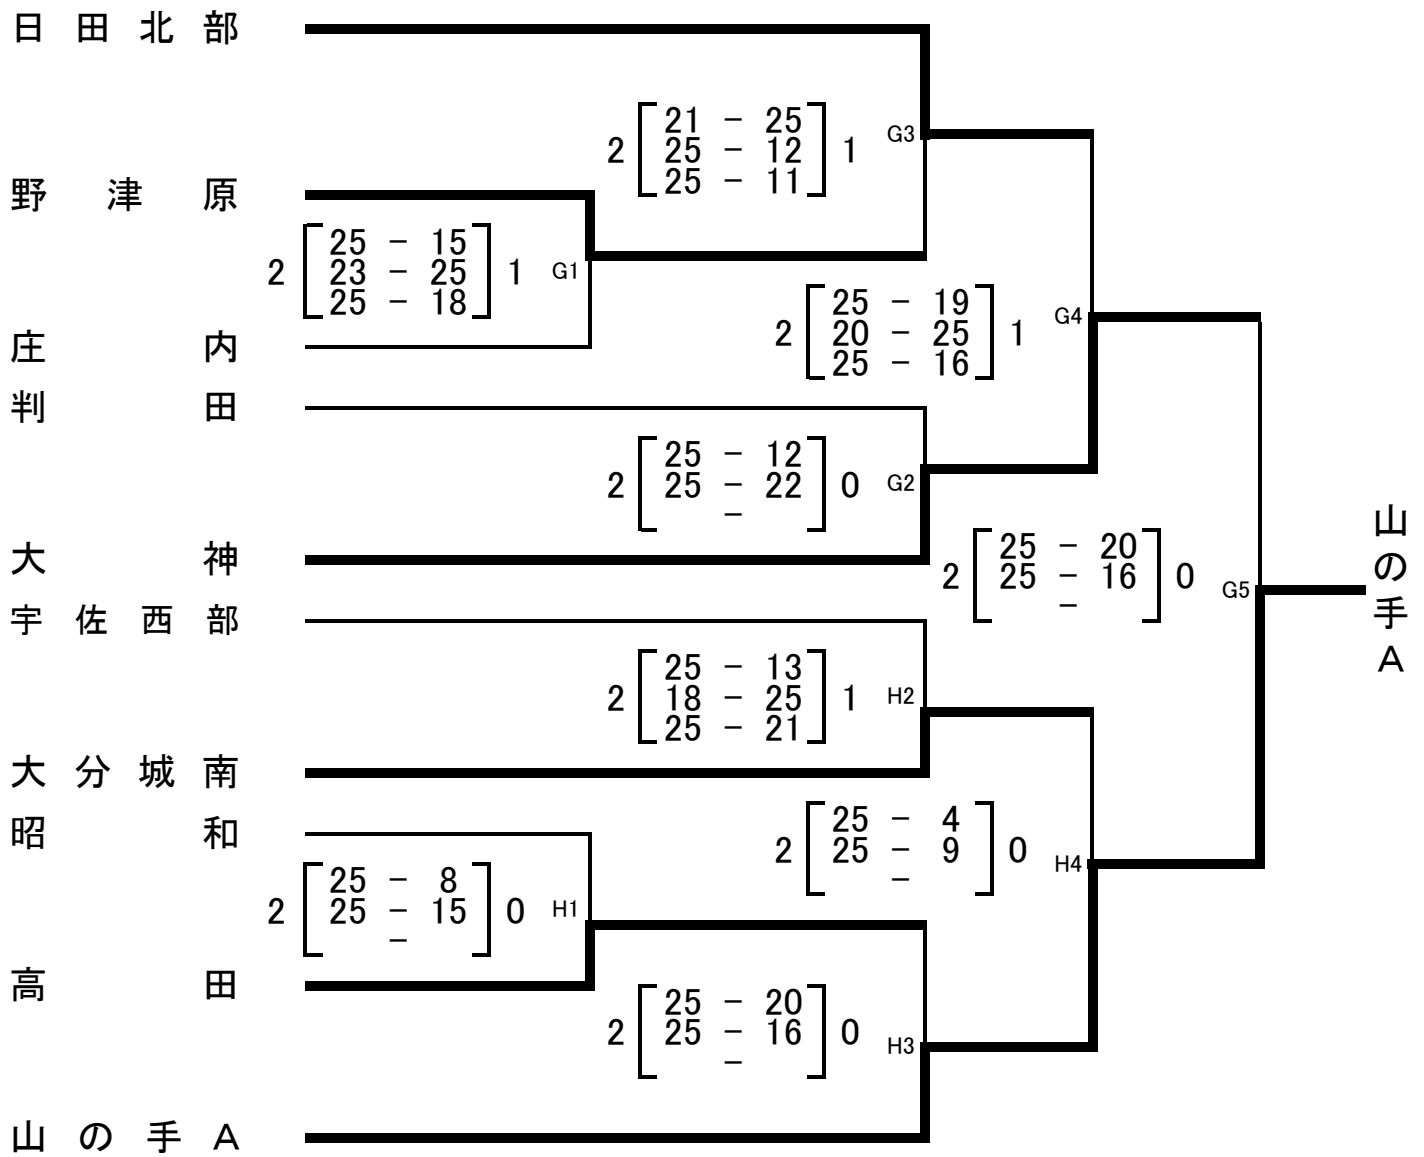 日田北部
21 - 25
2 25 - 12 1 G3
25 - 11
野津原
25 - 15
2 23 - 25 1 G1
25 - 18
25 - 19
2 20 - 25 1 G4
25 - 16
庄内
判田
25 - 12
2 25 - 22 0 G2
-
大神
25 - 20
2 25 - 16 0 G5
-
山の手A
宇佐西部
25 - 13
2 18 - 25 1 H2
25 - 21
大分城南
昭和
25 - 4
2 25 - 9 0 H4
-
25 - 8
2 25 - 15 0 H1
-
高田
25 - 20
2 25 - 16 0 H3
-
山の手A